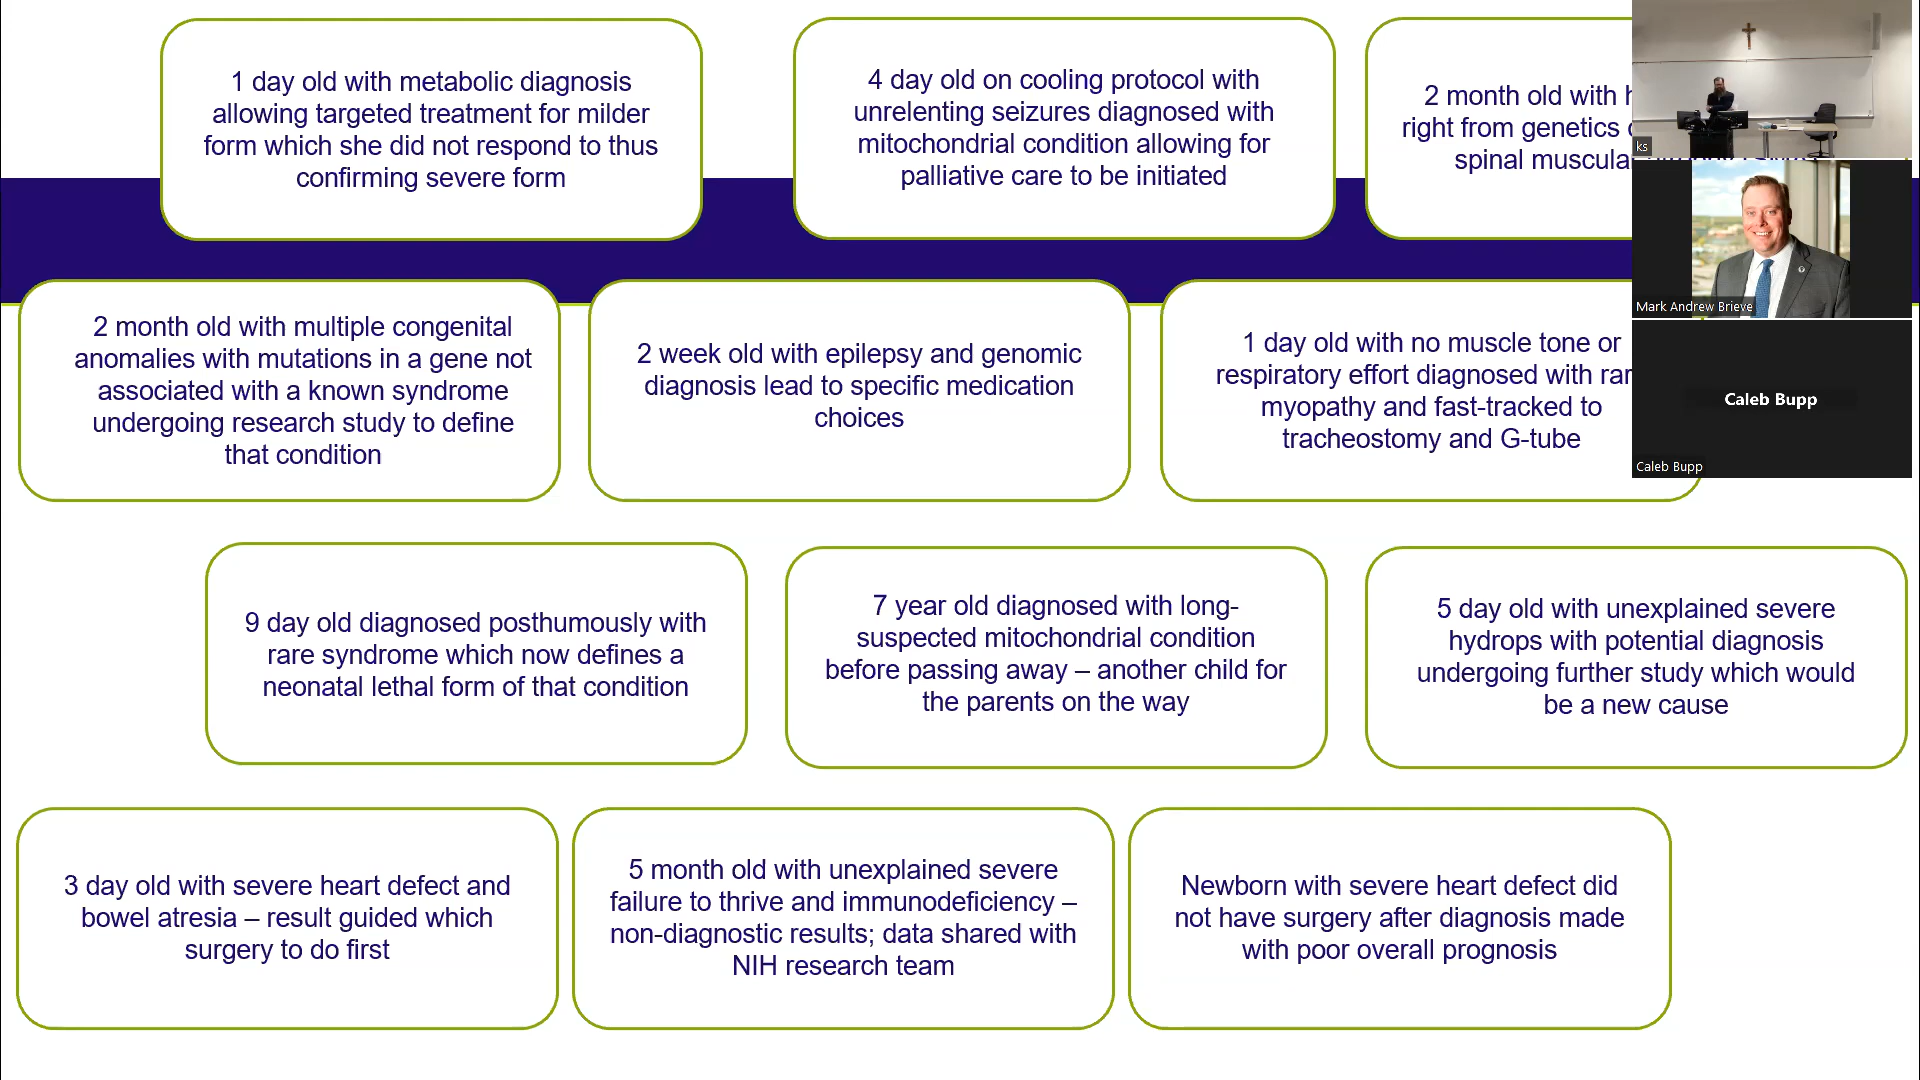 1 day old with metabolic diagnosis
allowing targeted treatment for milder
form which she did not respond to thus
confirming severe form
4 day old on cooling protocol with
unrelenting seizures diagnosed with
mitochondrial condition allowing for
palliative care to be initiated
2 month old with
right from genetics
spinal
ks
Mark Andrew Brieve
2 month old with multiple congenital
anomalies with mutations in a gene not
associated with a known syndrome
undergoing research study to define
that condition
2 week old with epilepsy and genomic
diagnosis lead to specific medication
choices
1 day old with no muscle tone or
respiratory effort diagnosed with
myopathy and fast-tracked to
tracheostomy and G-tube
Caleb Bupp
Caleb Bupp
9 day old diagnosed posthumously with
rare syndrome which now defines a
neonatal lethal form of that condition
7 year old diagnosed with long-
suspected mitochondrial condition
before passing away – another child for
the parents on the way
5 day old with unexplained severe
hydrops with potential diagnosis
undergoing further study which would
be a new cause
3 day old with severe heart defect and
bowel atresia – result guided which
surgery to do first
5 month old with unexplained severe
failure to thrive and immunodeficiency –
non-diagnostic results; data shared with
NIH research team
Newborn with severe heart defect did
not have surgery after diagnosis made
with poor overall prognosis